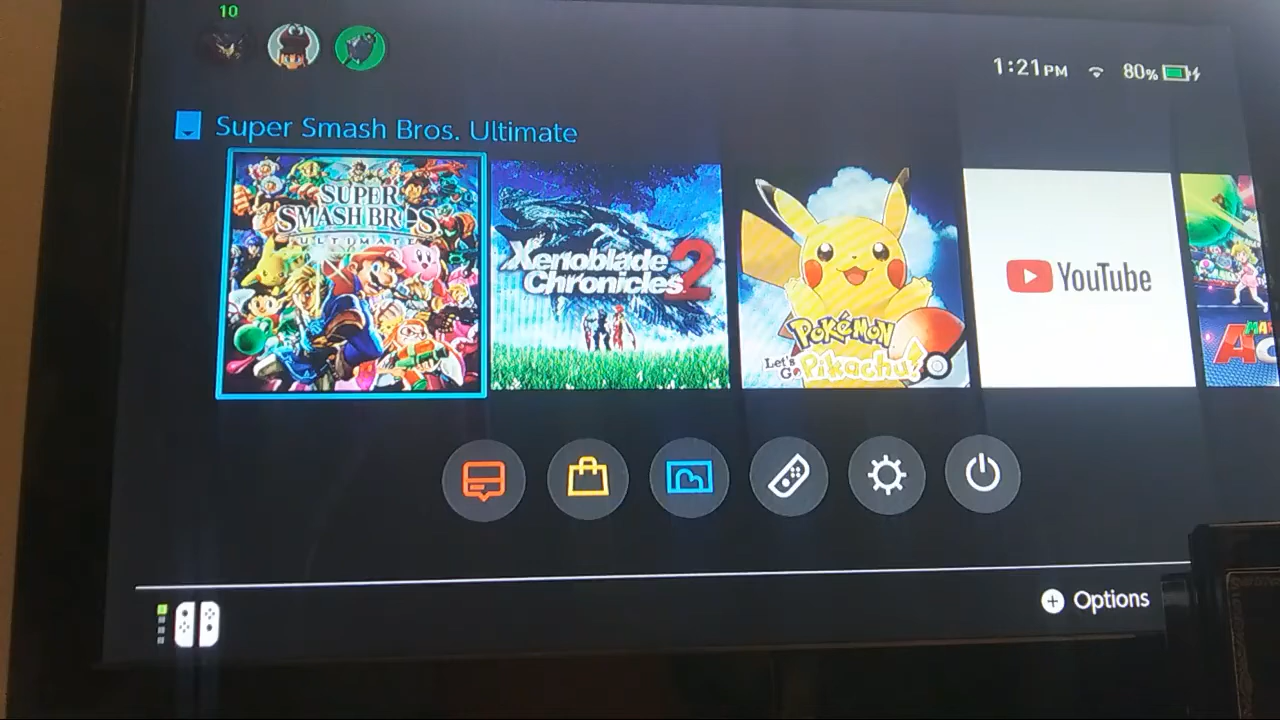 10
1:21PM
80%
Super Smash Bros. Ultimate
SUPER
SMASH BROS.
ULTIMATE
Xenoblade
Chronicles 2
POKÉMON
Let's Go, Pikachu!
YouTube
Options